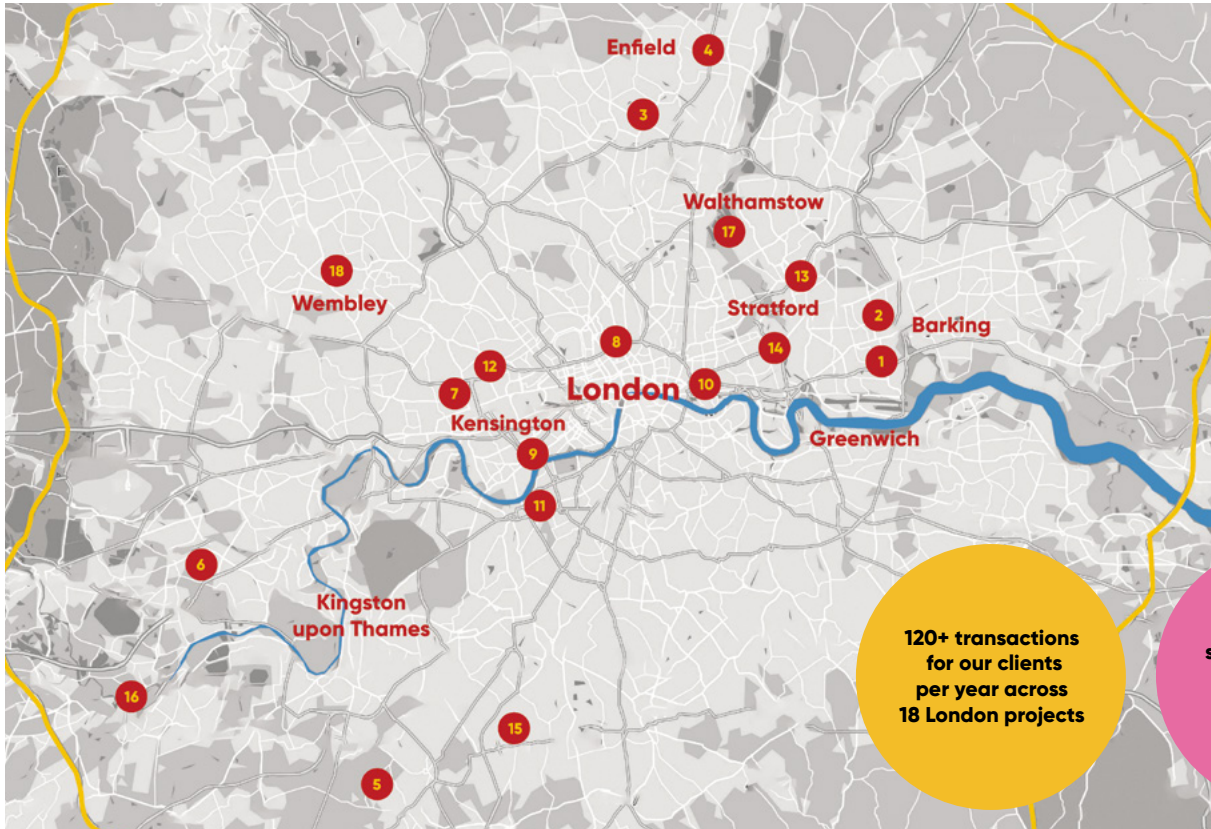 Enfield
4
3
Walthamstow
17
18
Wembley
13
Stratford
2
Barking
8
14
1
12
London
10
7
Kensington
Greenwich
9
11
6
Kingston
upon Thames
120+ transactions
for our clients
per year across
18 London projects
s
16
15
5